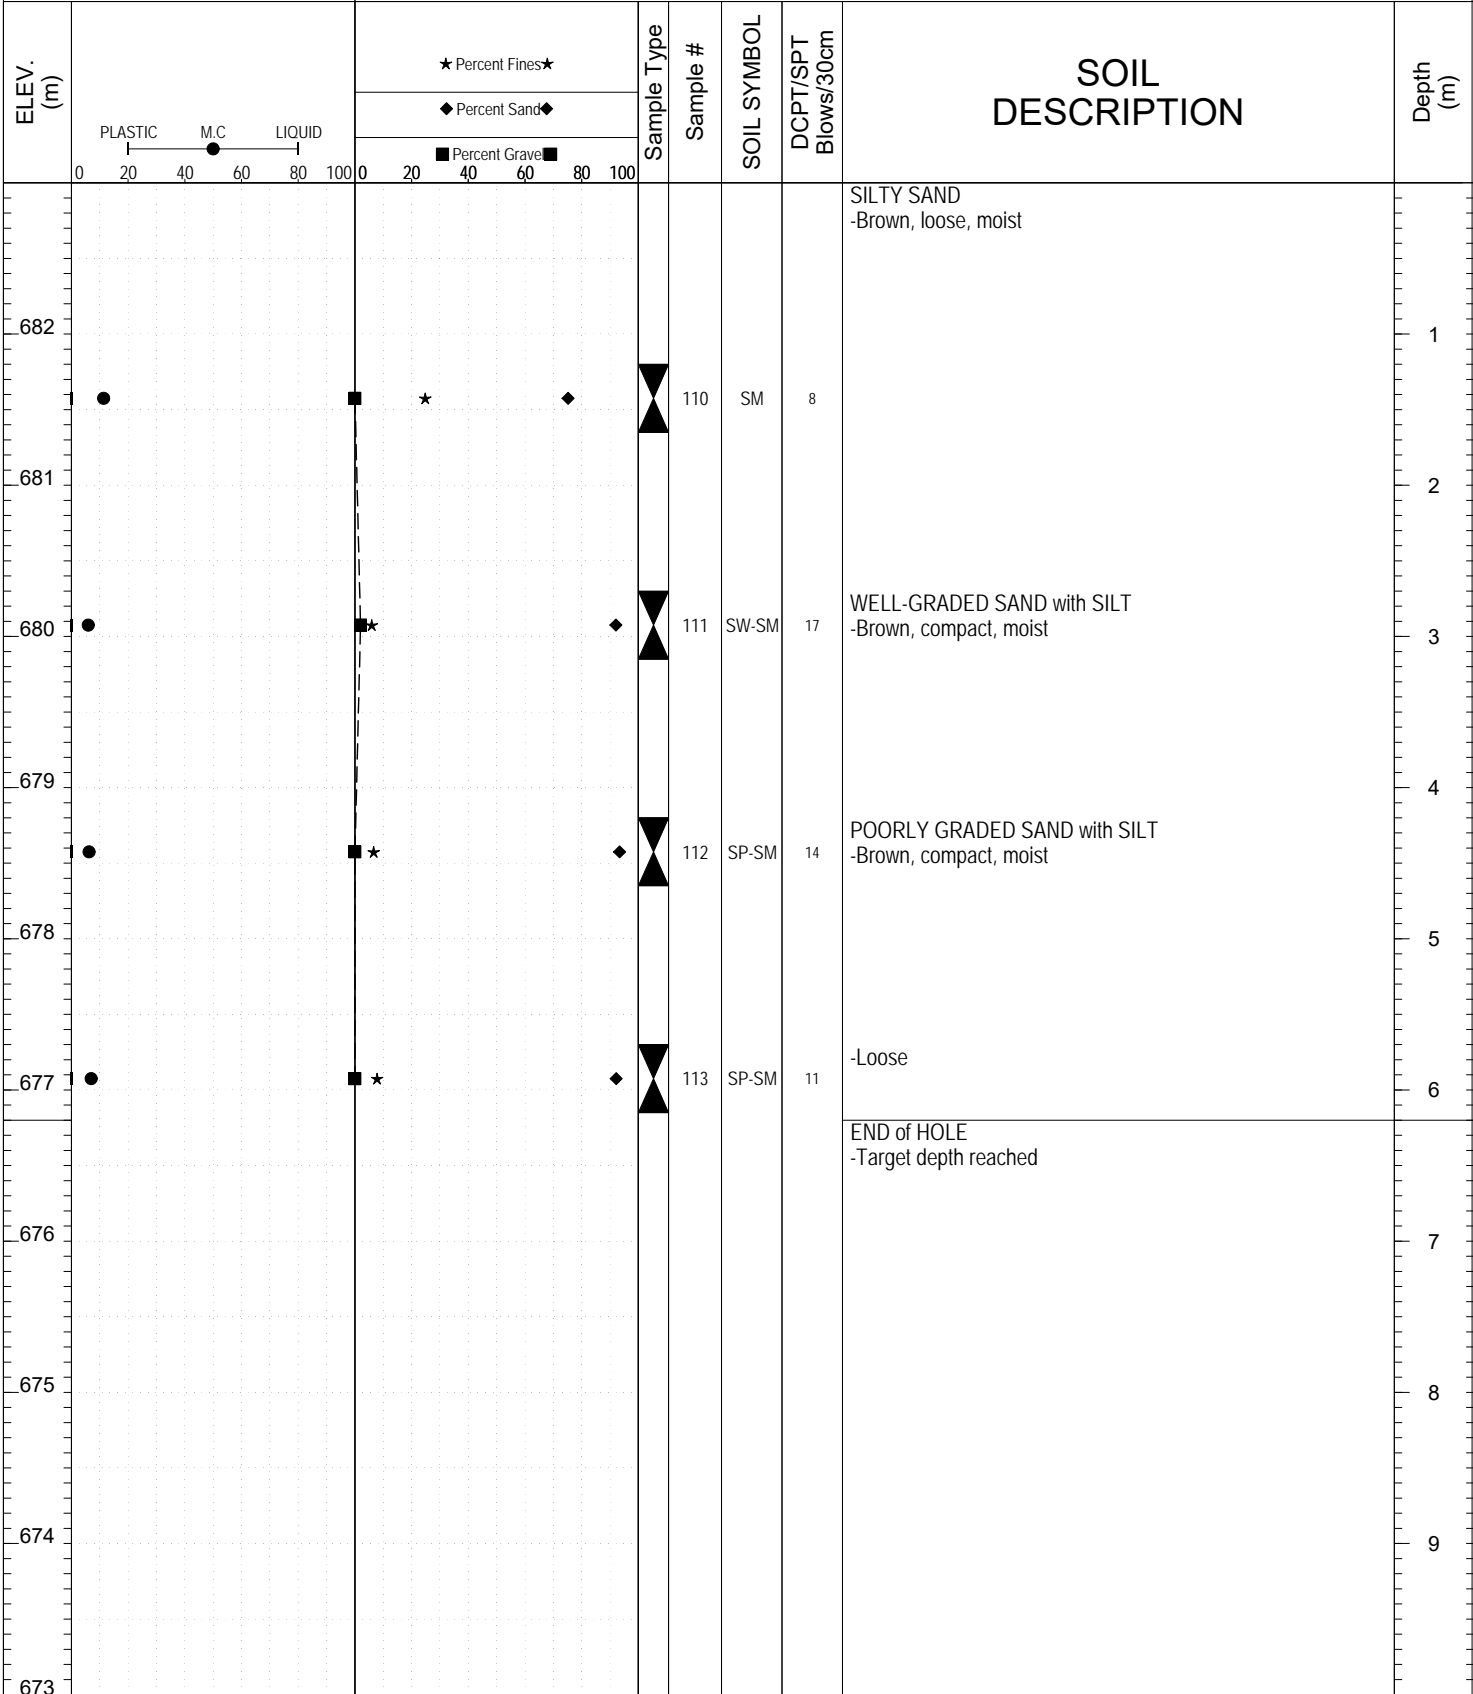 ELEV.
(m)
PLASTIC M.C LIQUID
0 20 40 60 80 100
★ Percent Fines ★
◆ Percent Sand ◆
■ Percent Gravel ■
0 20 40 60 80 100
Sample Type
Sample #
SOIL SYMBOL
DCPT/SPT
Blows/30cm
SOIL
DESCRIPTION
Depth
(m)
SILTY SAND
-Brown, loose, moist
682 1
110 SM 8
681 2
WELL-GRADED SAND with SILT
111 SW-SM 17 -Brown, compact, moist
680 3
679 4
POORLY GRADED SAND with SILT
112 SP-SM 14 -Brown, compact, moist
678 5
-Loose
113 SP-SM 11
677 6
END of HOLE
-Target depth reached
676 7
675 8
674 9
673